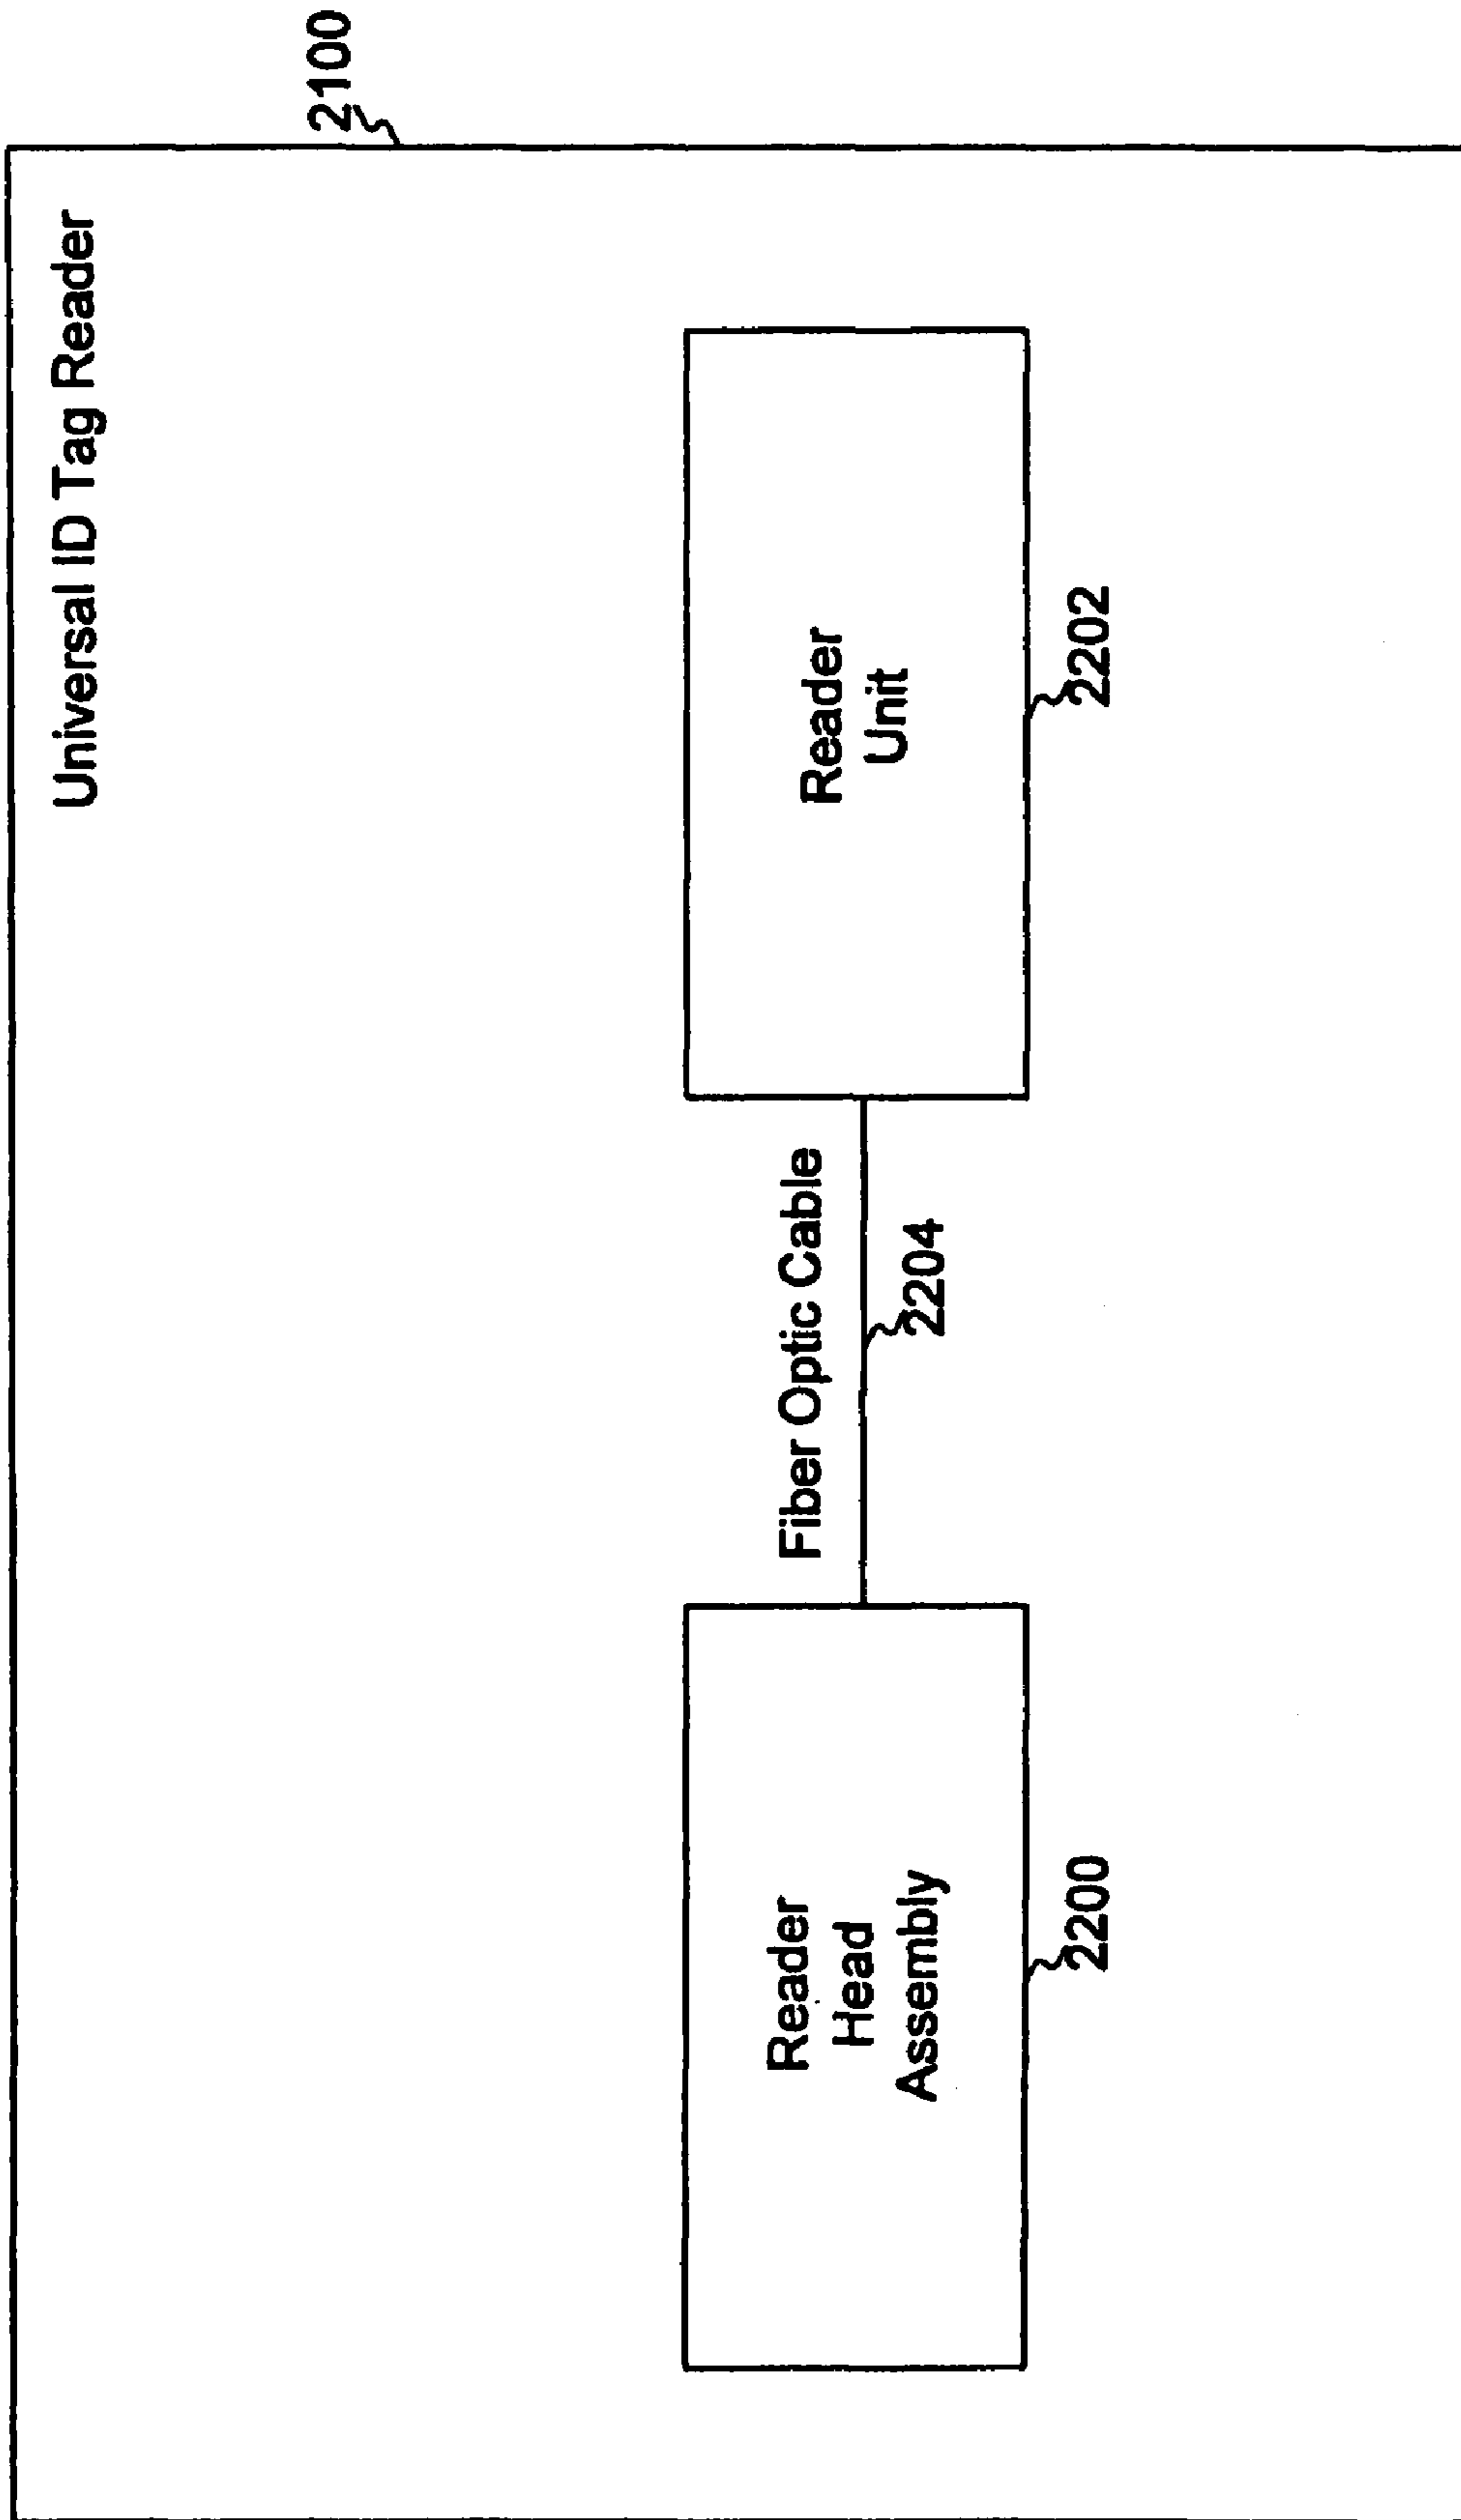 2100
Universal ID Tag Reader
Reader
Head
Assembly
2200
Fiber Optic Cable
2204
Reader
Unit
2202